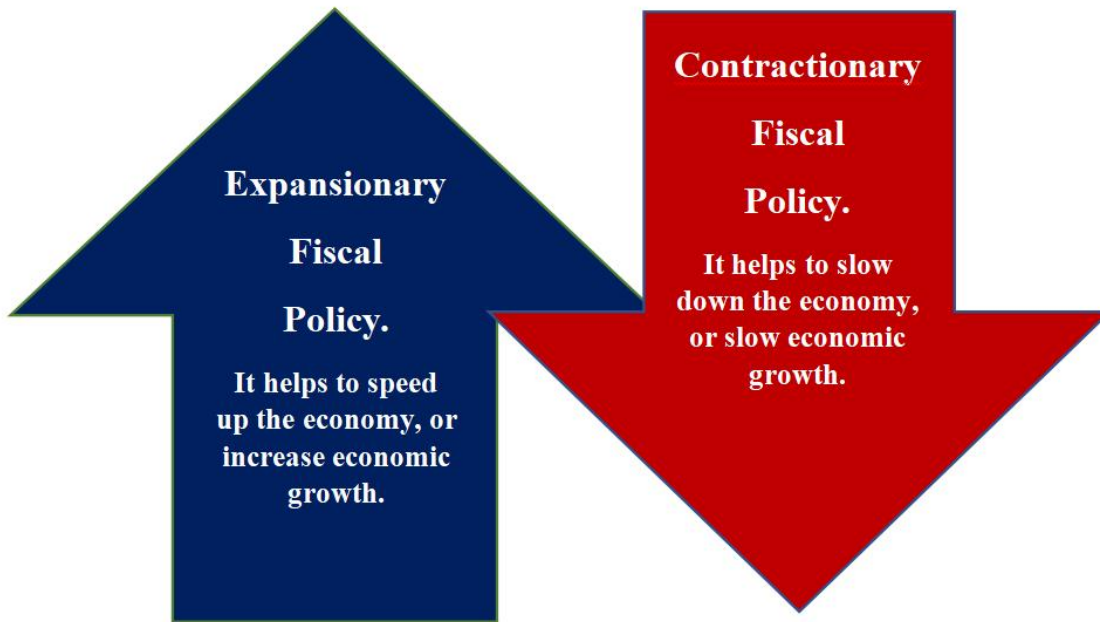 Expansionary
Fiscal
Policy.
It helps to speed
up the economy, or
increase economic
growth.
Contractionary
Fiscal
Policy.
It helps to slow
down the economy,
or slow economic
growth.